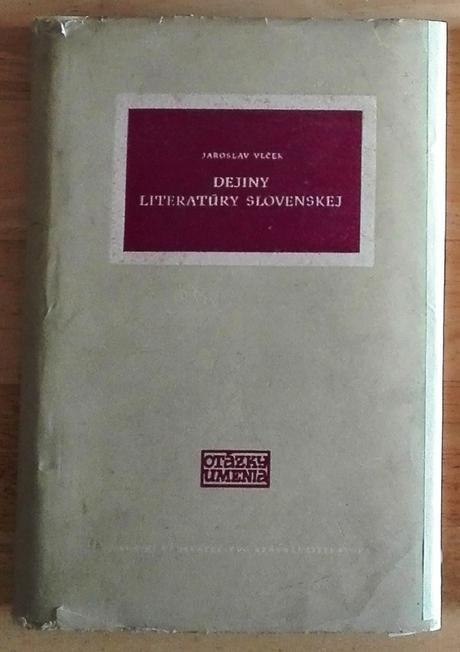 JAROSLAV VLČEK
DEJINY
LITERATÚRY SLOVENSKEJ
OTÁZKY
UMENIA